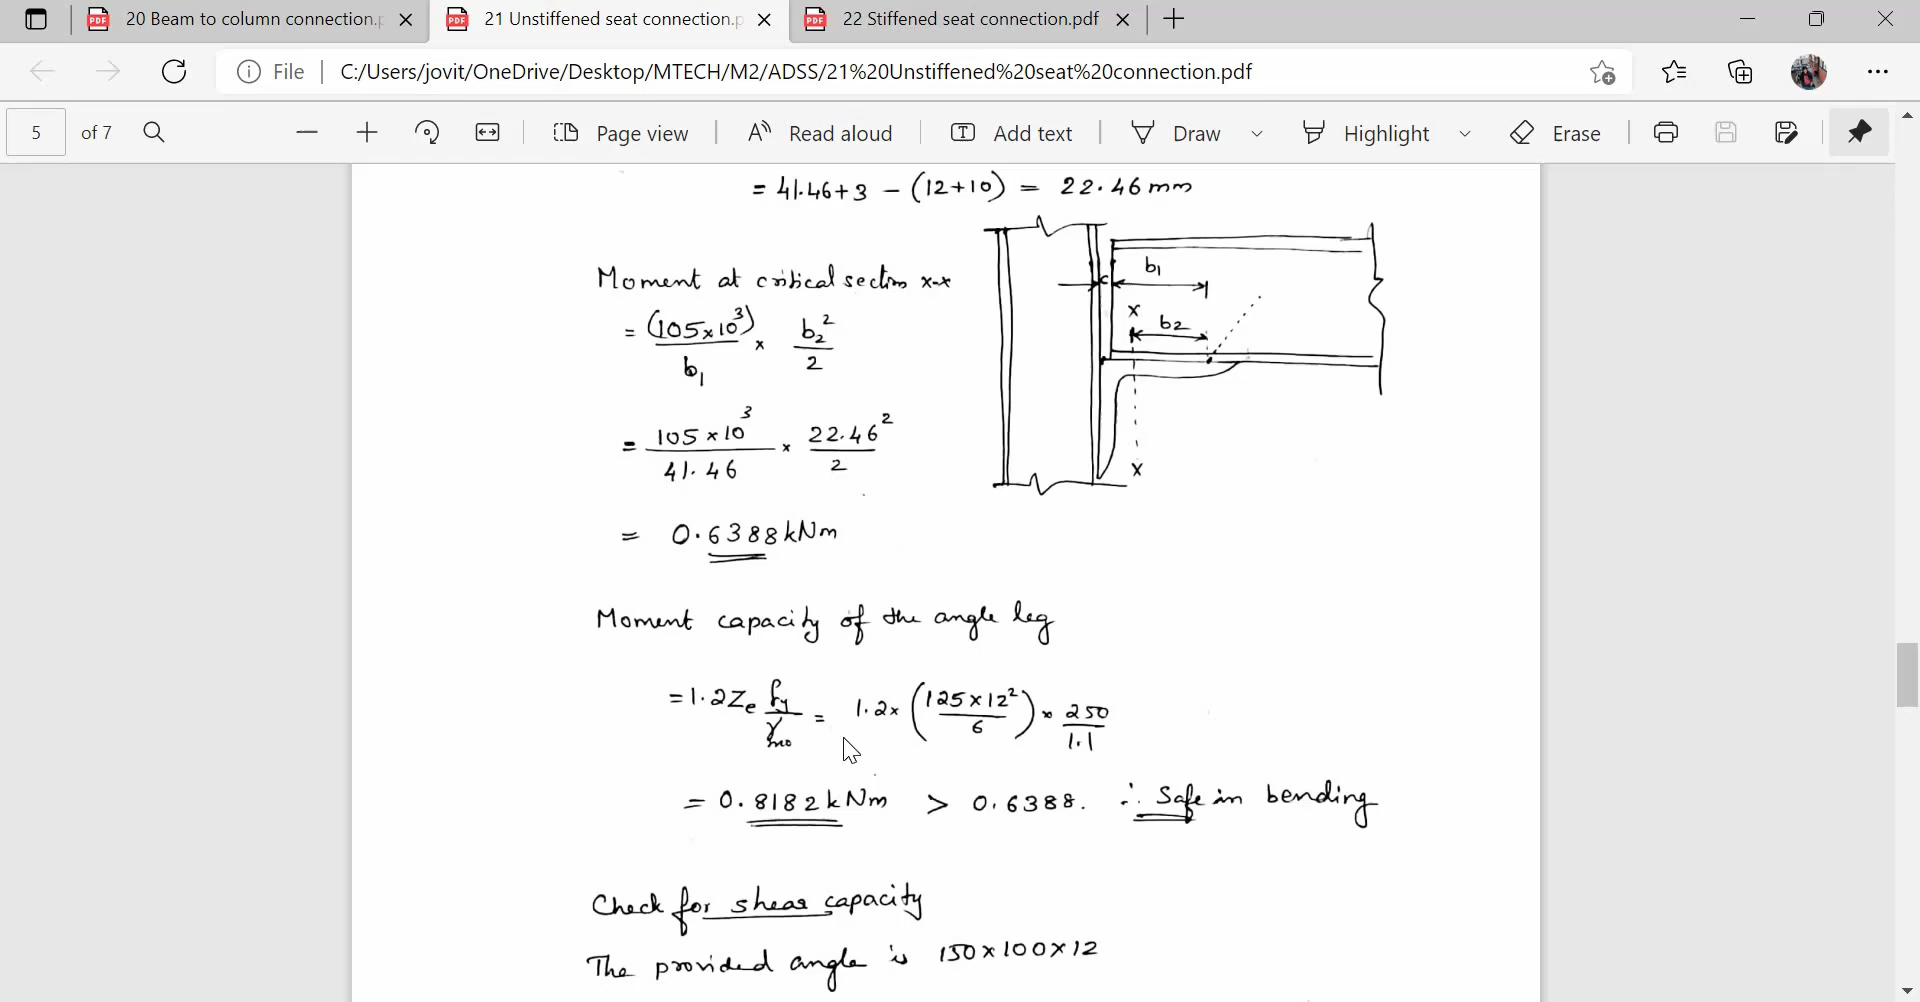 20 Beam to column connection.p
21 Unstiffened seat connection.p
22 Stiffened seat connection.pdf
File
C:/Users/jovit/OneDrive/Desktop/MTECH/M2/ADSS/21%20Unstiffened%20seat%20connection.pdf
5 of 7
Page view
Read aloud
Add text
Draw
Highlight
Erase
= 41.46+3 - (12+10) = 22.46 mm
Moment at critical section x-x
= (105×10³)/b₁ × b₂²/2
= 105×10³/41.46 × 22.46²/2
= 0.6388 kNm
c
b₁
x
b₂
x
Moment capacity of the angle leg
= 1.2 Ze fy/γmo = 1.2× (125×12²/6) × 250/1.1
= 0.8182 kNm > 0.6388. ∴ Safe in bending
Check for shear capacity
The provided angle is 150×100×12